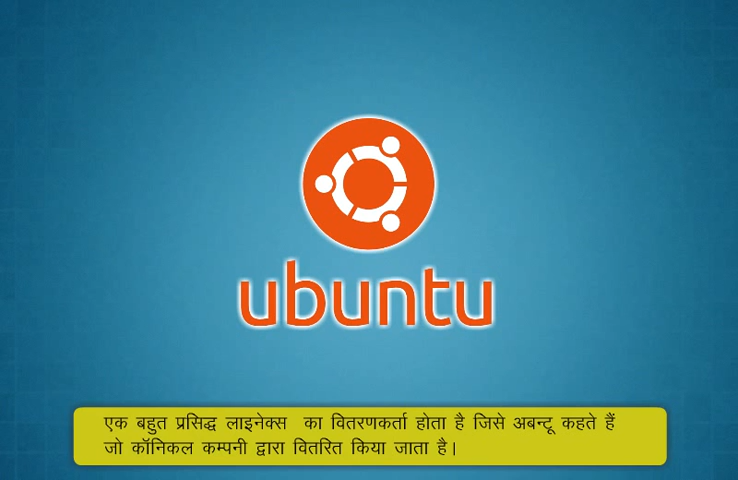 ubuntu
एक बहुत प्रसिद्ध लाइनेक्स का वितरणकर्ता होता है जिसे अबन्टू कहते हैं
जो कॉनिकल कम्पनी द्वारा वितरित किया जाता है।